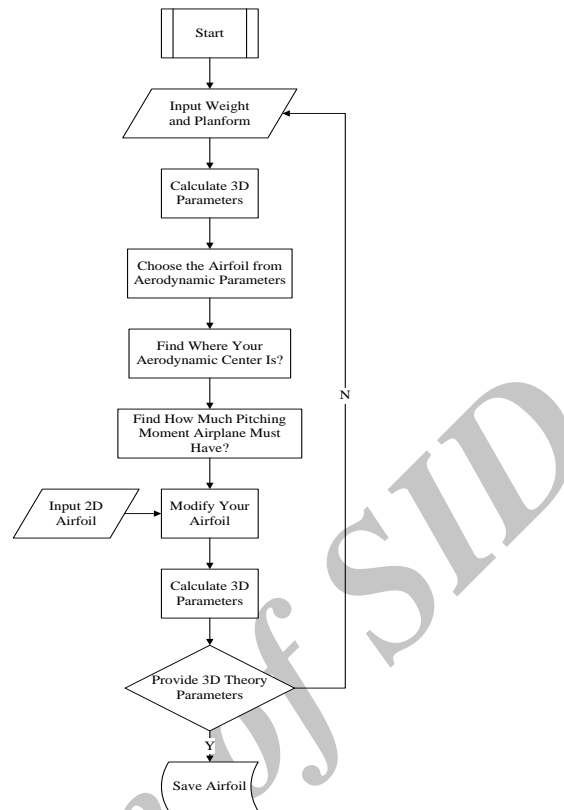 Start
Input Weight
and Planform
Calculate 3D
Parameters
Choose the Airfoil from
Aerodynamic Parameters
Find Where Your
Aerodynamic Center Is?
Find How Much Pitching
Moment Airplane Must
Have?
N
Input 2D
Airfoil
Modify Your
Airfoil
Calculate 3D
Parameters
Provide 3D Theory
Parameters
Y
Save Airfoil
of SID